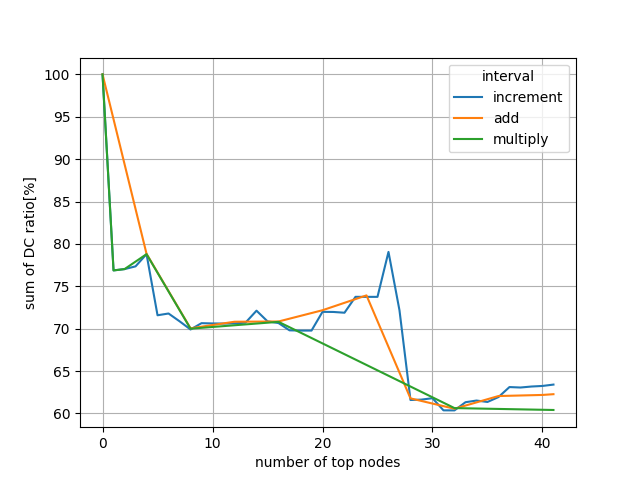 interval
increment
add
multiply
sum of DC ratio[%]
100
95
90
85
80
75
70
65
60
0
10
20
30
40
number of top nodes